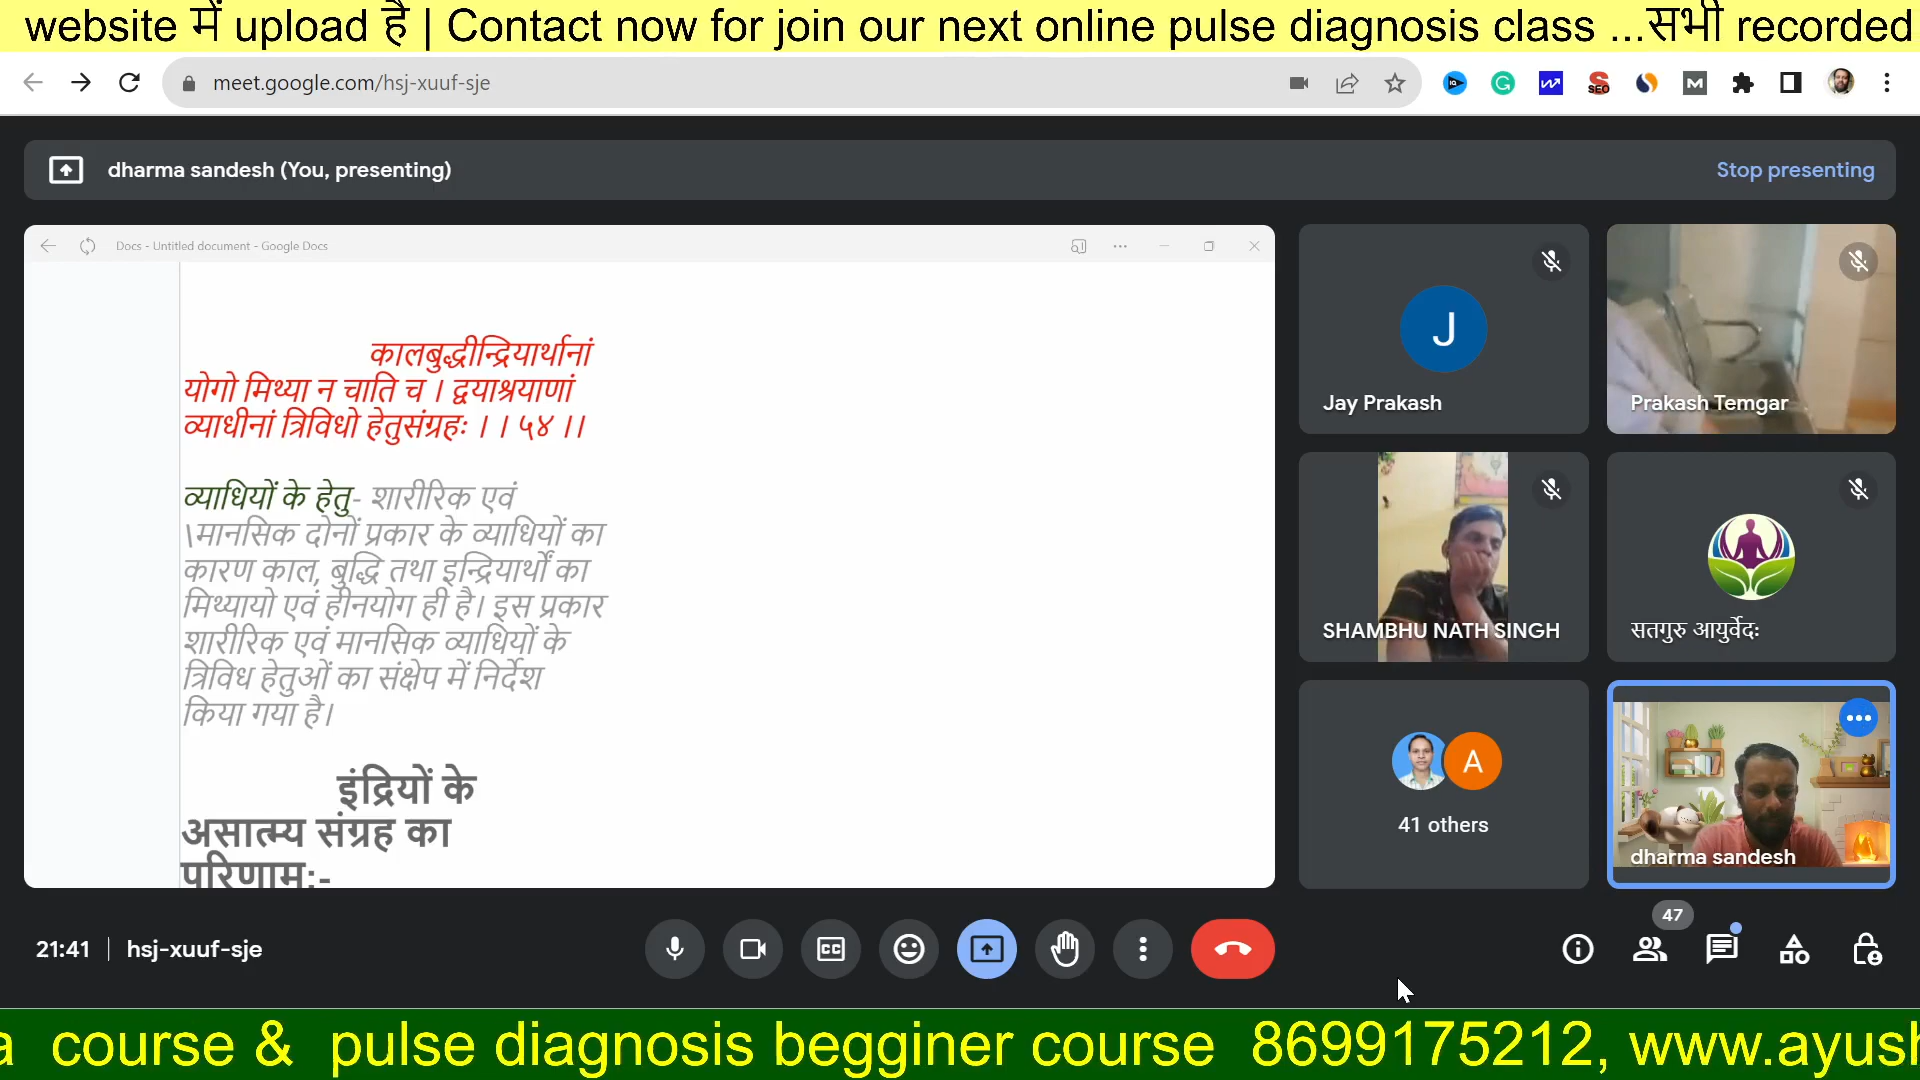 website में upload है | Contact now for join our next online pulse diagnosis class ...सभी recorded
meet.google.com/hsj-xuuf-sje
dharma sandesh (You, presenting)
Stop presenting
Docs - Untitled document - Google Docs
कालबुद्धीन्द्रियार्थानां
योगो मिथ्या न चाति च । द्वयाश्रयाणां
व्याधीनां त्रिविधो हेतुसंग्रहः । । ५४ ।।
व्याधियों के हेतु- शारीरिक एवं
\मानसिक दोनों प्रकार के व्याधियों का
कारण काल, बुद्धि तथा इन्द्रियार्थों का
मिथ्यायो एवं हीनयोग ही है। इस प्रकार
शारीरिक एवं मानसिक व्याधियों के
त्रिविध हेतुओं का संक्षेप में निर्देश
किया गया है।
इंद्रियों के
असात्म्य संग्रह का
परिणाम:-
J
Jay Prakash
Prakash Temgar
SHAMBHU NATH SINGH
सतगुरु आयुर्वेदः
A
41 others
dharma sandesh
21:41 | hsj-xuuf-sje
47
a course & pulse diagnosis begginer course 8699175212, www.ayush